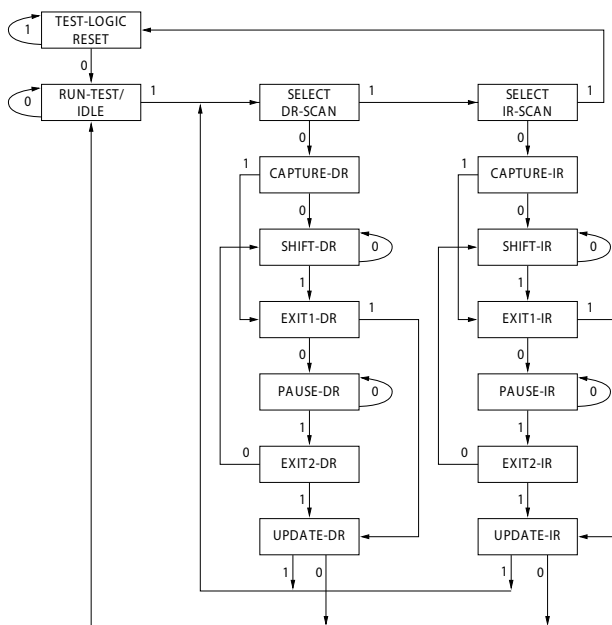 TEST-LOGIC
RESET
1
0
RUN-TEST/
IDLE
0
1
SELECT
DR-SCAN
1
SELECT
IR-SCAN
1
0
0
1
CAPTURE-DR
1
CAPTURE-IR
0
0
SHIFT-DR
0
SHIFT-IR
0
1
1
EXIT1-DR
1
EXIT1-IR
1
0
0
PAUSE-DR
0
PAUSE-IR
0
1
1
0
EXIT2-DR
0
EXIT2-IR
1
1
UPDATE-DR
UPDATE-IR
1
0
1
0